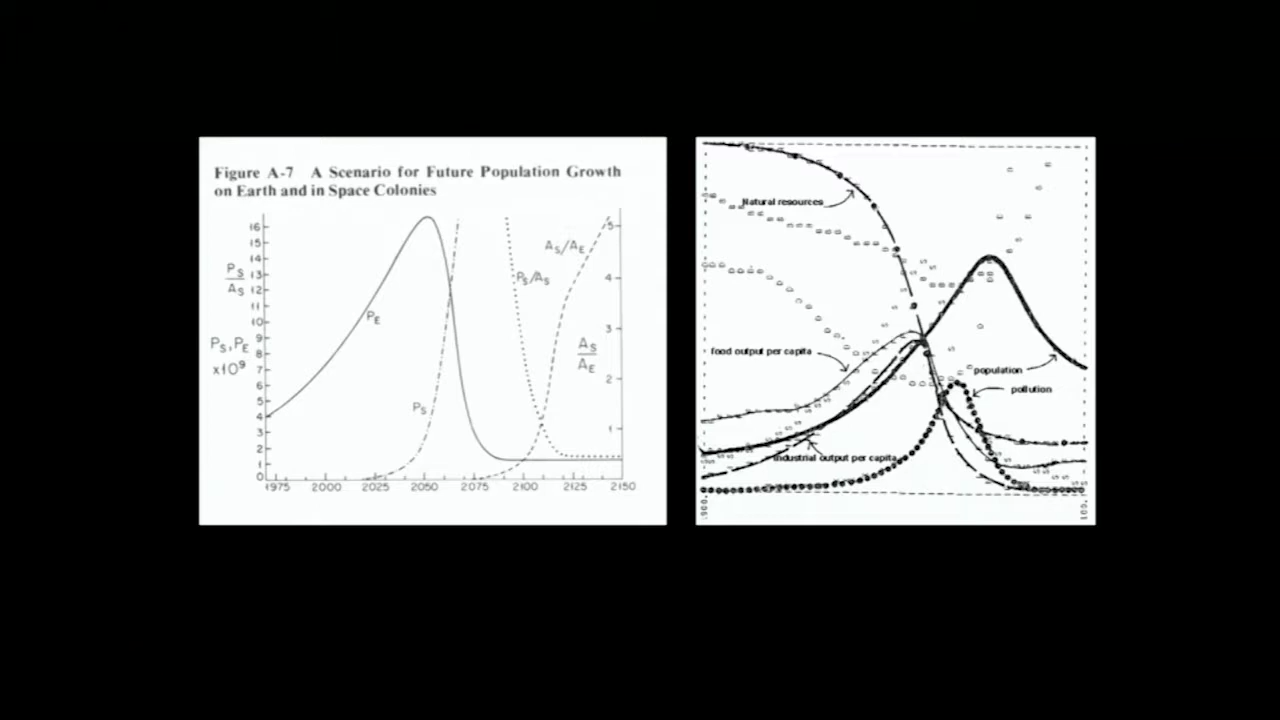 Figure A-7 A Scenario for Future Population Growth
on Earth and in Space Colonies
16
15
14
13
12
11
10
9
8
7
6
5
4
3
2
1
0
PS
AS
PS, PE
x10⁹
PE
PS
PS/AS
AS/AE
AS
AE
5
4
3
2
1
1975 2000 2025 2050 2075 2100 2125 2150
Natural resources
food output per capita
population
pollution
industrial output per capita